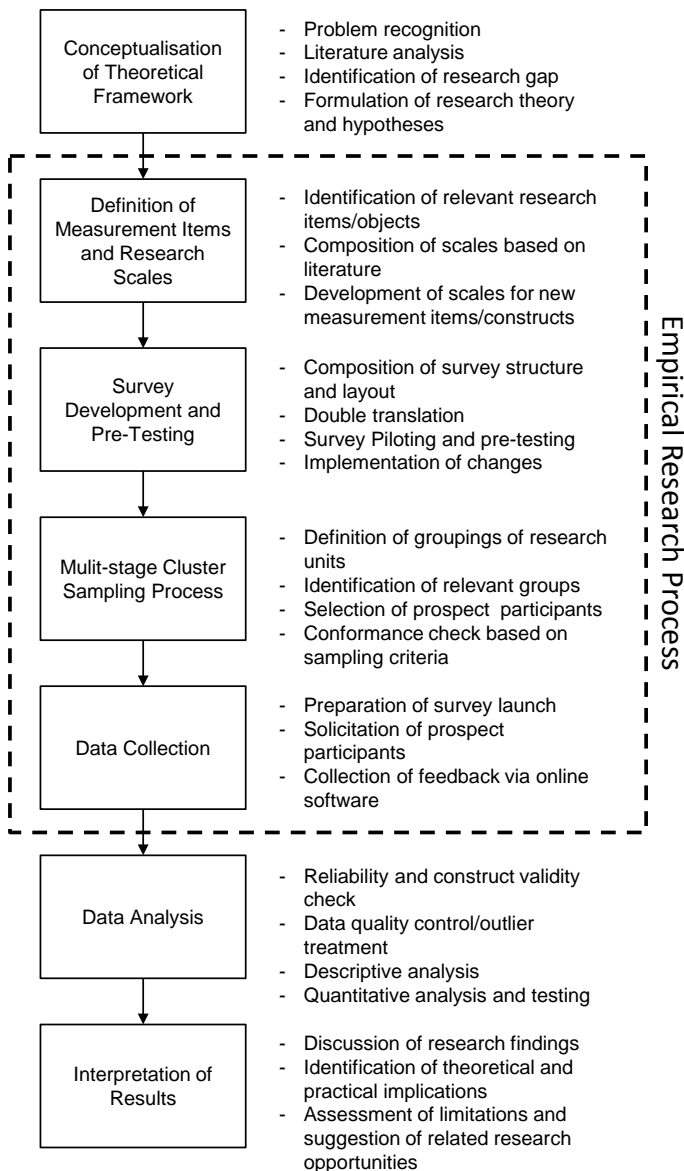 Conceptualisation
of Theoretical
Framework
- Problem recognition
- Literature analysis
- Identification of research gap
- Formulation of research theory
and hypotheses
Definition of
Measurement Items
and Research
Scales
- Identification of relevant research
items/objects
- Composition of scales based on
literature
- Development of scales for new
measurement items/constructs
Survey
Development and
Pre-Testing
- Composition of survey structure
and layout
- Double translation
- Survey Piloting and pre-testing
- Implementation of changes
Mulit-stage Cluster
Sampling Process
- Definition of groupings of research
units
- Identification of relevant groups
- Selection of prospect participants
- Conformance check based on
sampling criteria
Data Collection
- Preparation of survey launch
- Solicitation of prospect
participants
- Collection of feedback via online
software
Empirical Research Process
Data Analysis
- Reliability and construct validity
check
- Data quality control/outlier
treatment
- Descriptive analysis
- Quantitative analysis and testing
Interpretation of
Results
- Discussion of research findings
- Identification of theoretical and
practical implications
- Assessment of limitations and
suggestion of related research
opportunities